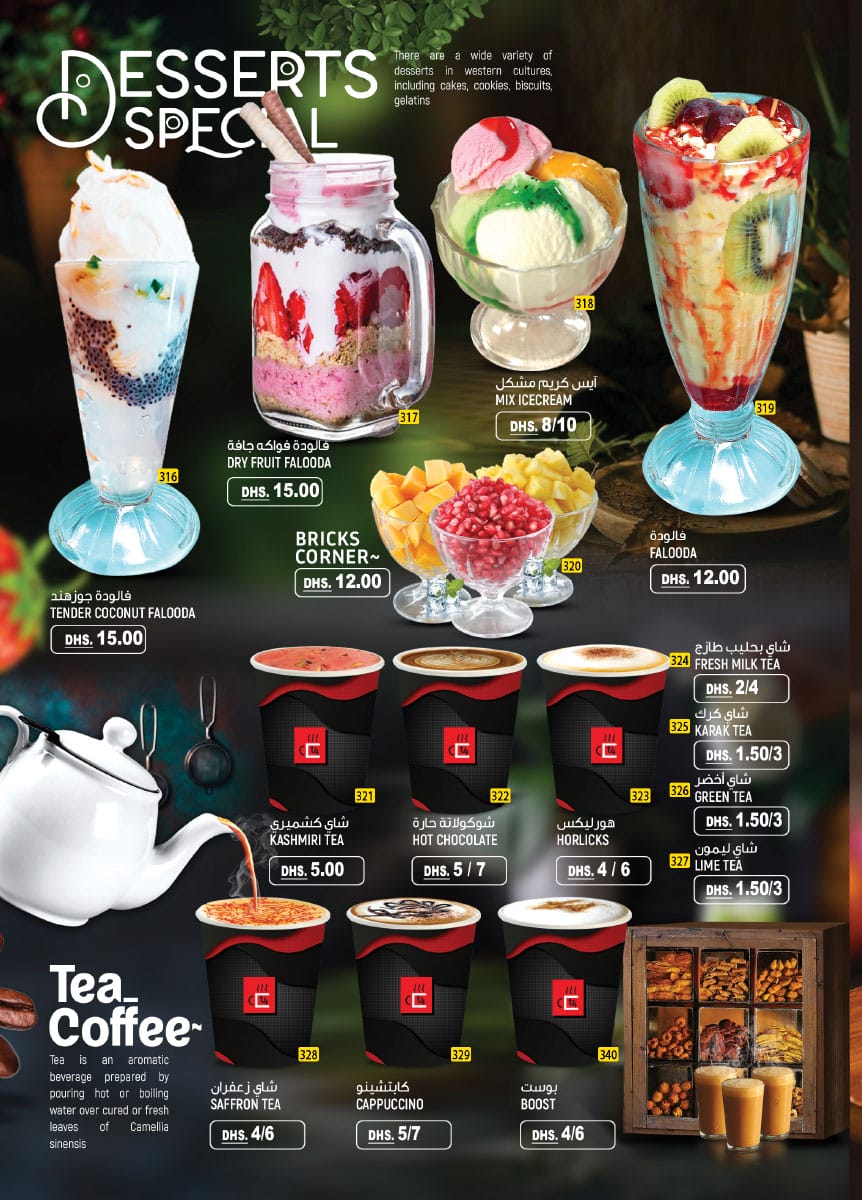 DESSERTS
SPECIAL
There are a wide variety of
desserts in western cultures,
including cakes, cookies, biscuits,
gelatins
316
فالودة جوزهند
TENDER COCONUT FALOODA
DHS. 15.00
317
فالودة فواكه جافة
DRY FRUIT FALOODA
DHS. 15.00
318
آيس كريم مشكل
MIX ICECREAM
DHS. 8/10
319
فالودة
FALOODA
DHS. 12.00
BRICKS
CORNER~
DHS. 12.00
320
321
شاي كشميري
KASHMIRI TEA
DHS. 5.00
322
شوكولاتة حارة
HOT CHOCOLATE
DHS. 5 / 7
323
هورليكس
HORLICKS
DHS. 4 / 6
324
شاي بحليب طازج
FRESH MILK TEA
DHS. 2/4
325
شاي كرك
KARAK TEA
DHS. 1.50/3
326
شاي أخضر
GREEN TEA
DHS. 1.50/3
327
شاي ليمون
LIME TEA
DHS. 1.50/3
Tea_
Coffee~
Tea is an aromatic
beverage prepared by
pouring hot or boiling
water over cured or fresh
leaves of Camellia
sinensis
328
شاي زعفران
SAFFRON TEA
DHS. 4/6
329
كابتشينو
CAPPUCCINO
DHS. 5/7
340
بوست
BOOST
DHS. 4/6